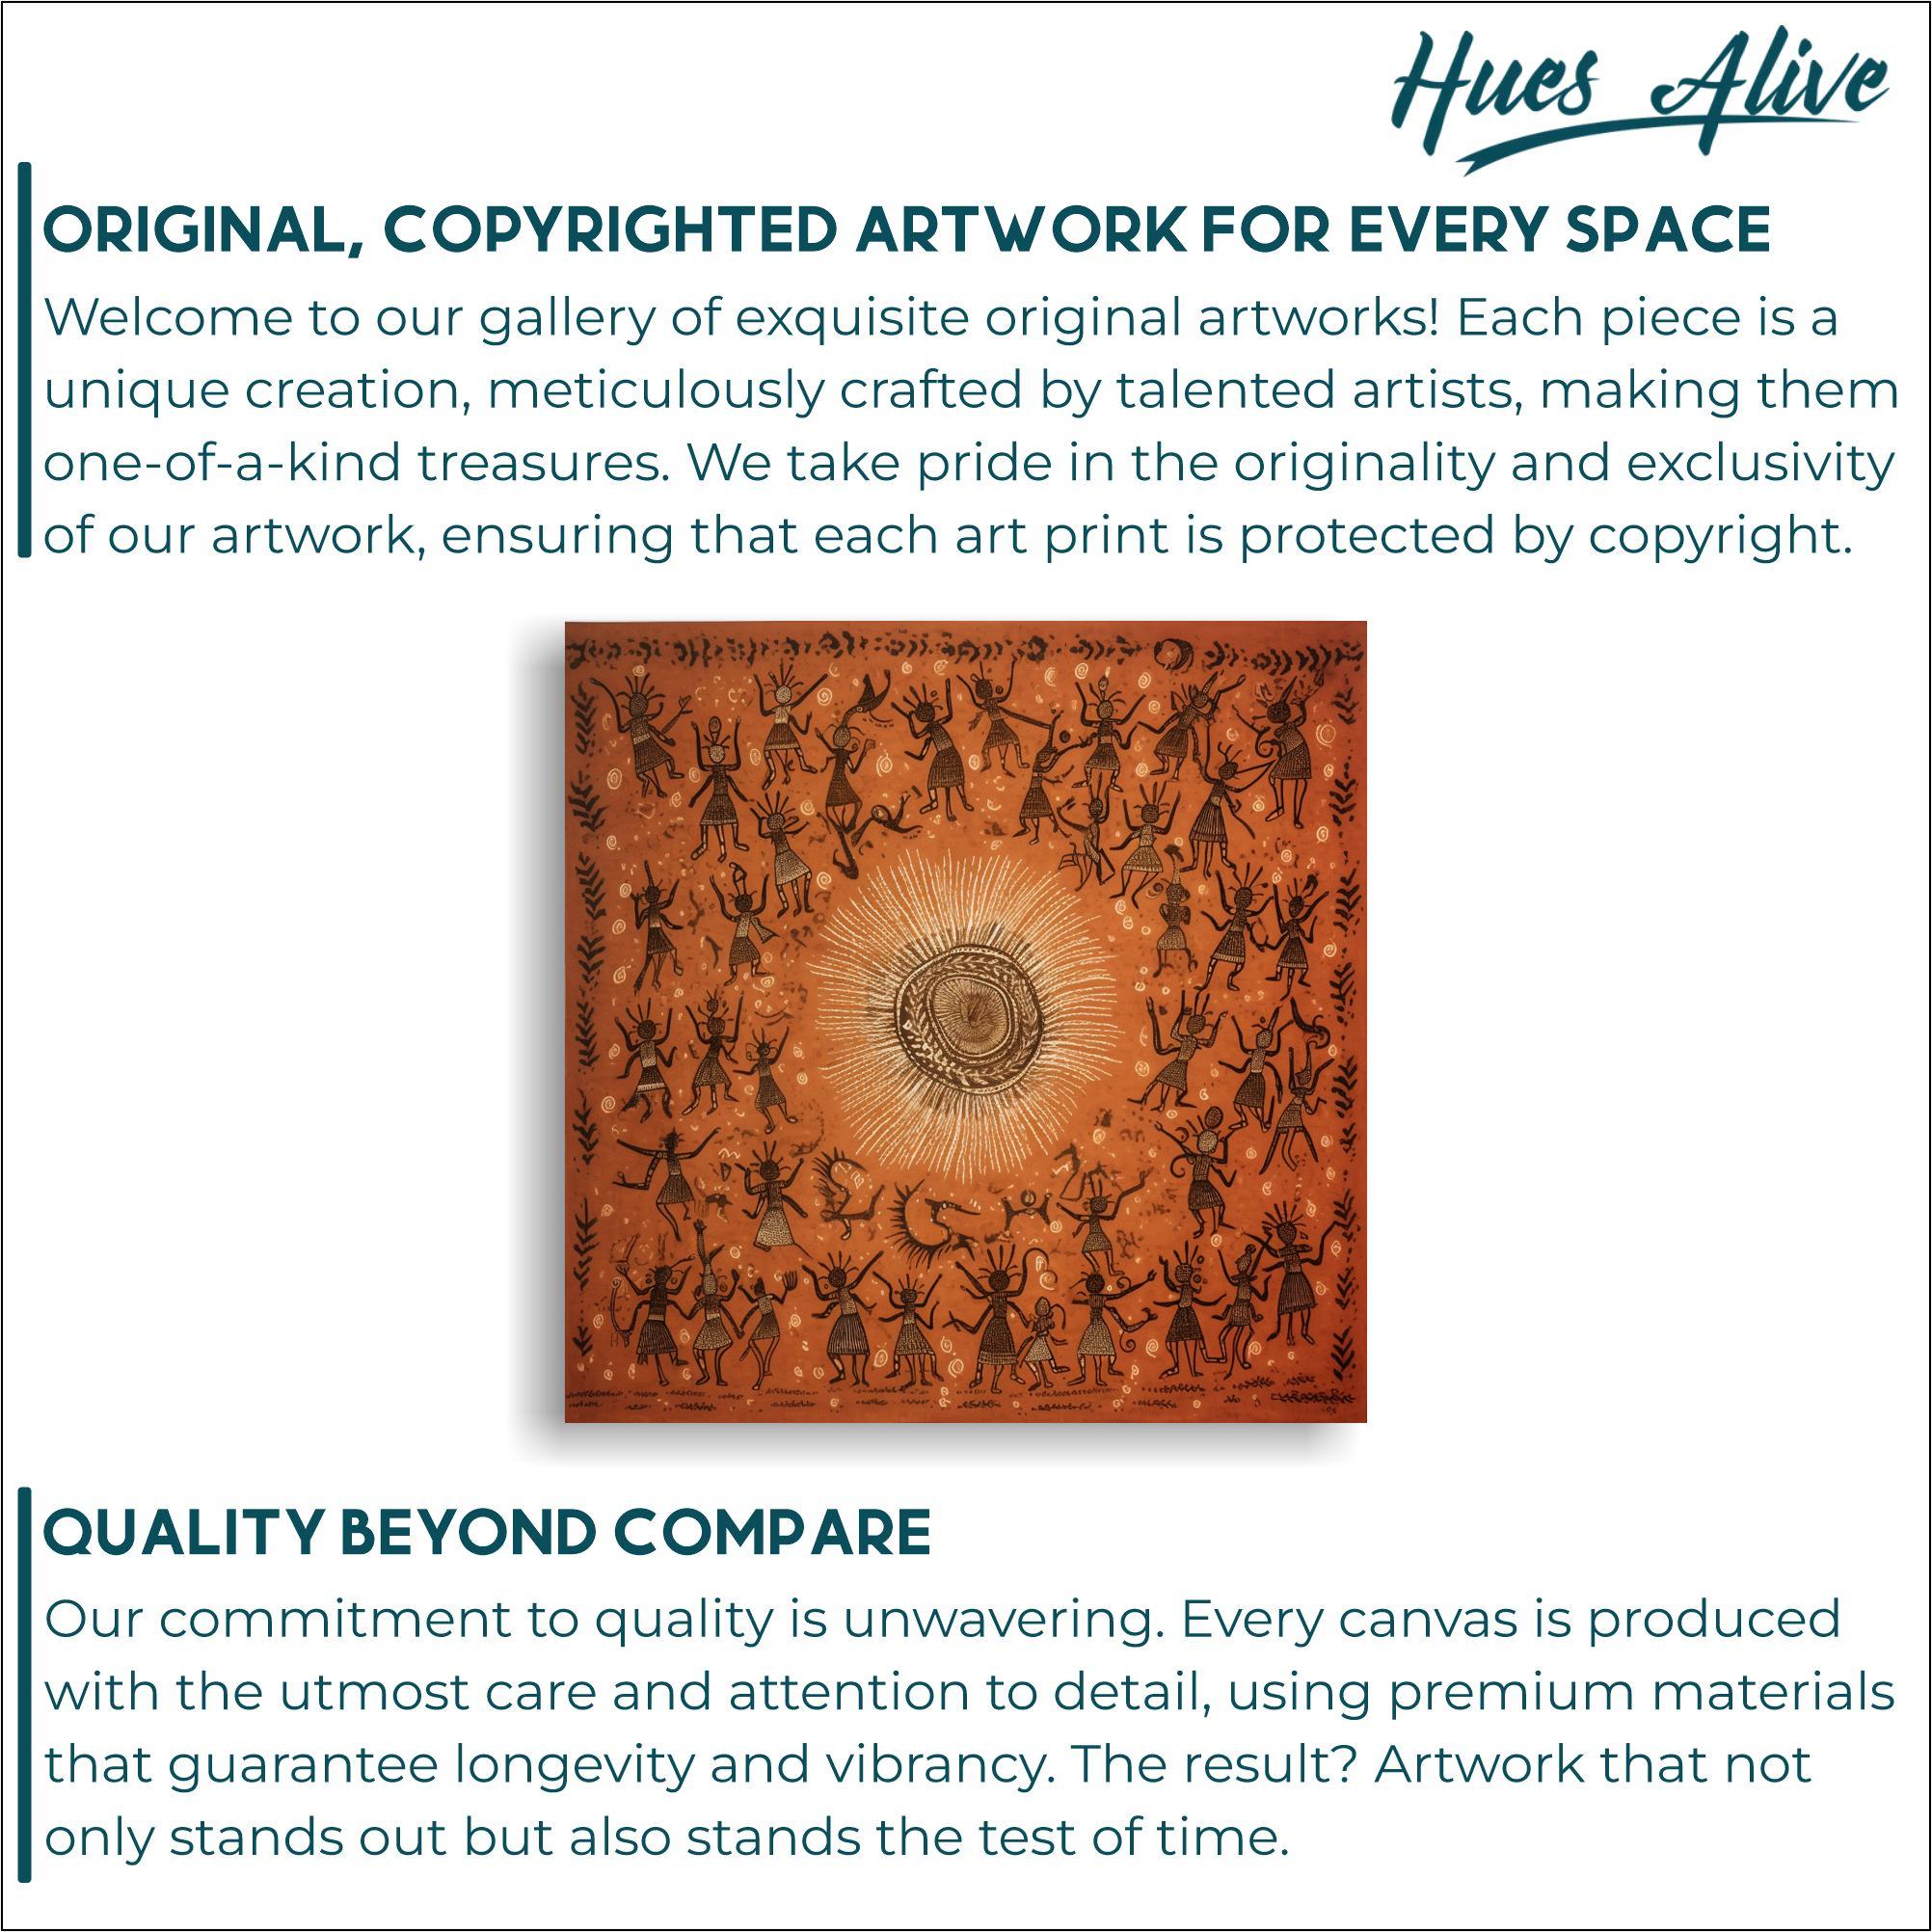 Hues Alive
ORIGINAL, COPYRIGHTED ARTWORK FOR EVERY SPACE
Welcome to our gallery of exquisite original artworks! Each piece is a
unique creation, meticulously crafted by talented artists, making them
one-of-a-kind treasures. We take pride in the originality and exclusivity
of our artwork, ensuring that each art print is protected by copyright.
QUALITY BEYOND COMPARE
Our commitment to quality is unwavering. Every canvas is produced
with the utmost care and attention to detail, using premium materials
that guarantee longevity and vibrancy. The result? Artwork that not
only stands out but also stands the test of time.